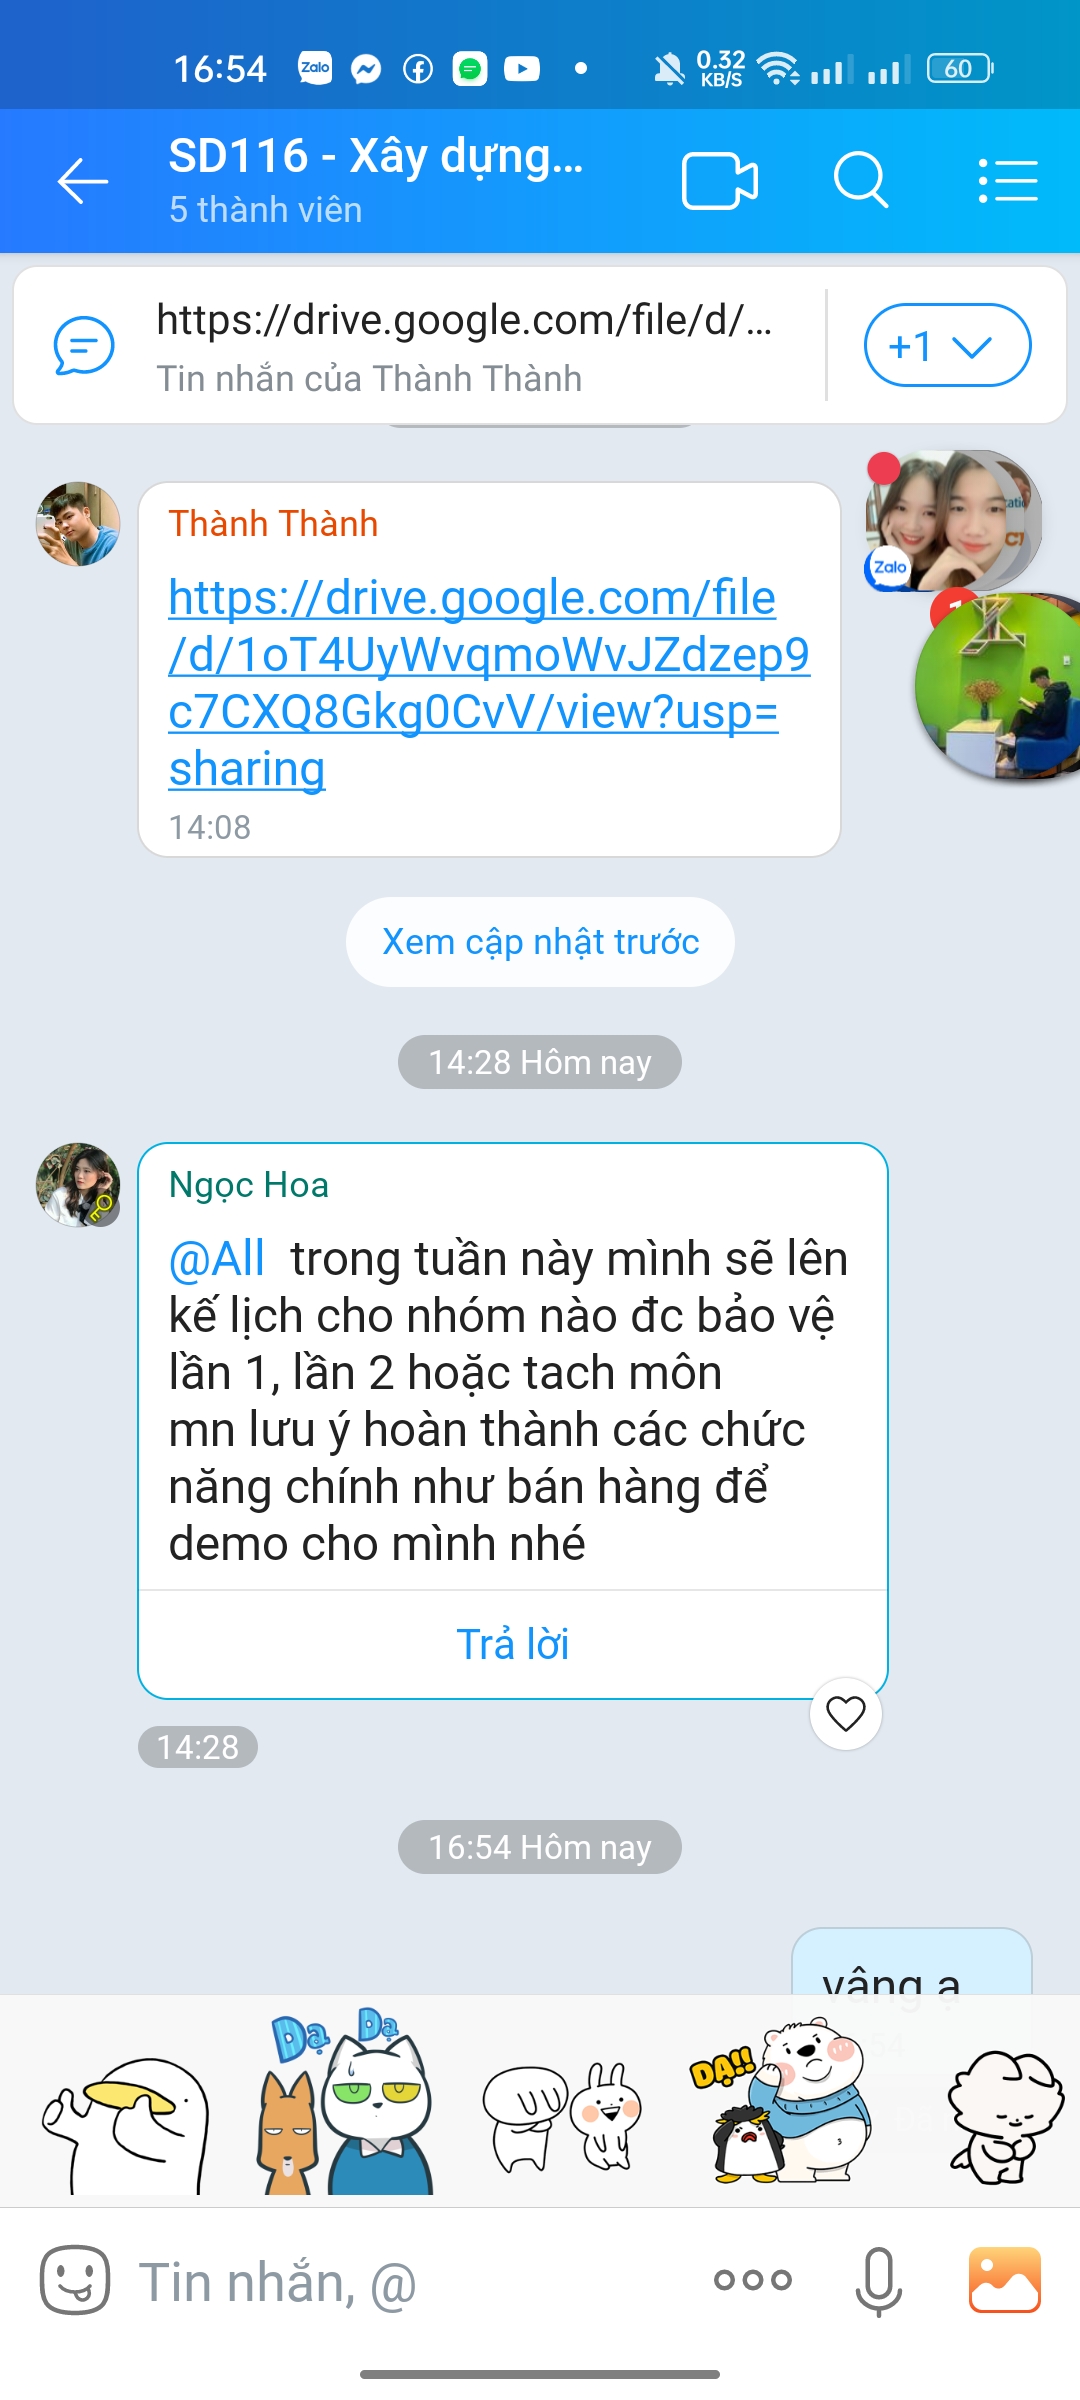 16:54
Zalo
0.32
KB/S
60
SD116 - Xây dựng...
5 thành viên
https://drive.google.com/file/d/...
Tin nhắn của Thành Thành
+1
Thành Thành
https://drive.google.com/file
/d/1oT4UyWvqmoWvJZdzep9
c7CXQ8Gkg0CvV/view?usp=
sharing
14:08
Zalo
Xem cập nhật trước
14:28 Hôm nay
Ngọc Hoa
@All trong tuần này mình sẽ lên
kế lịch cho nhóm nào đc bảo vệ
lần 1, lần 2 hoặc tach môn
mn lưu ý hoàn thành các chức
năng chính như bán hàng để
demo cho mình nhé
Trả lời
14:28
16:54 Hôm nay
vâng ạ
Dạ Dạ
DẠ!!
Tin nhắn, @